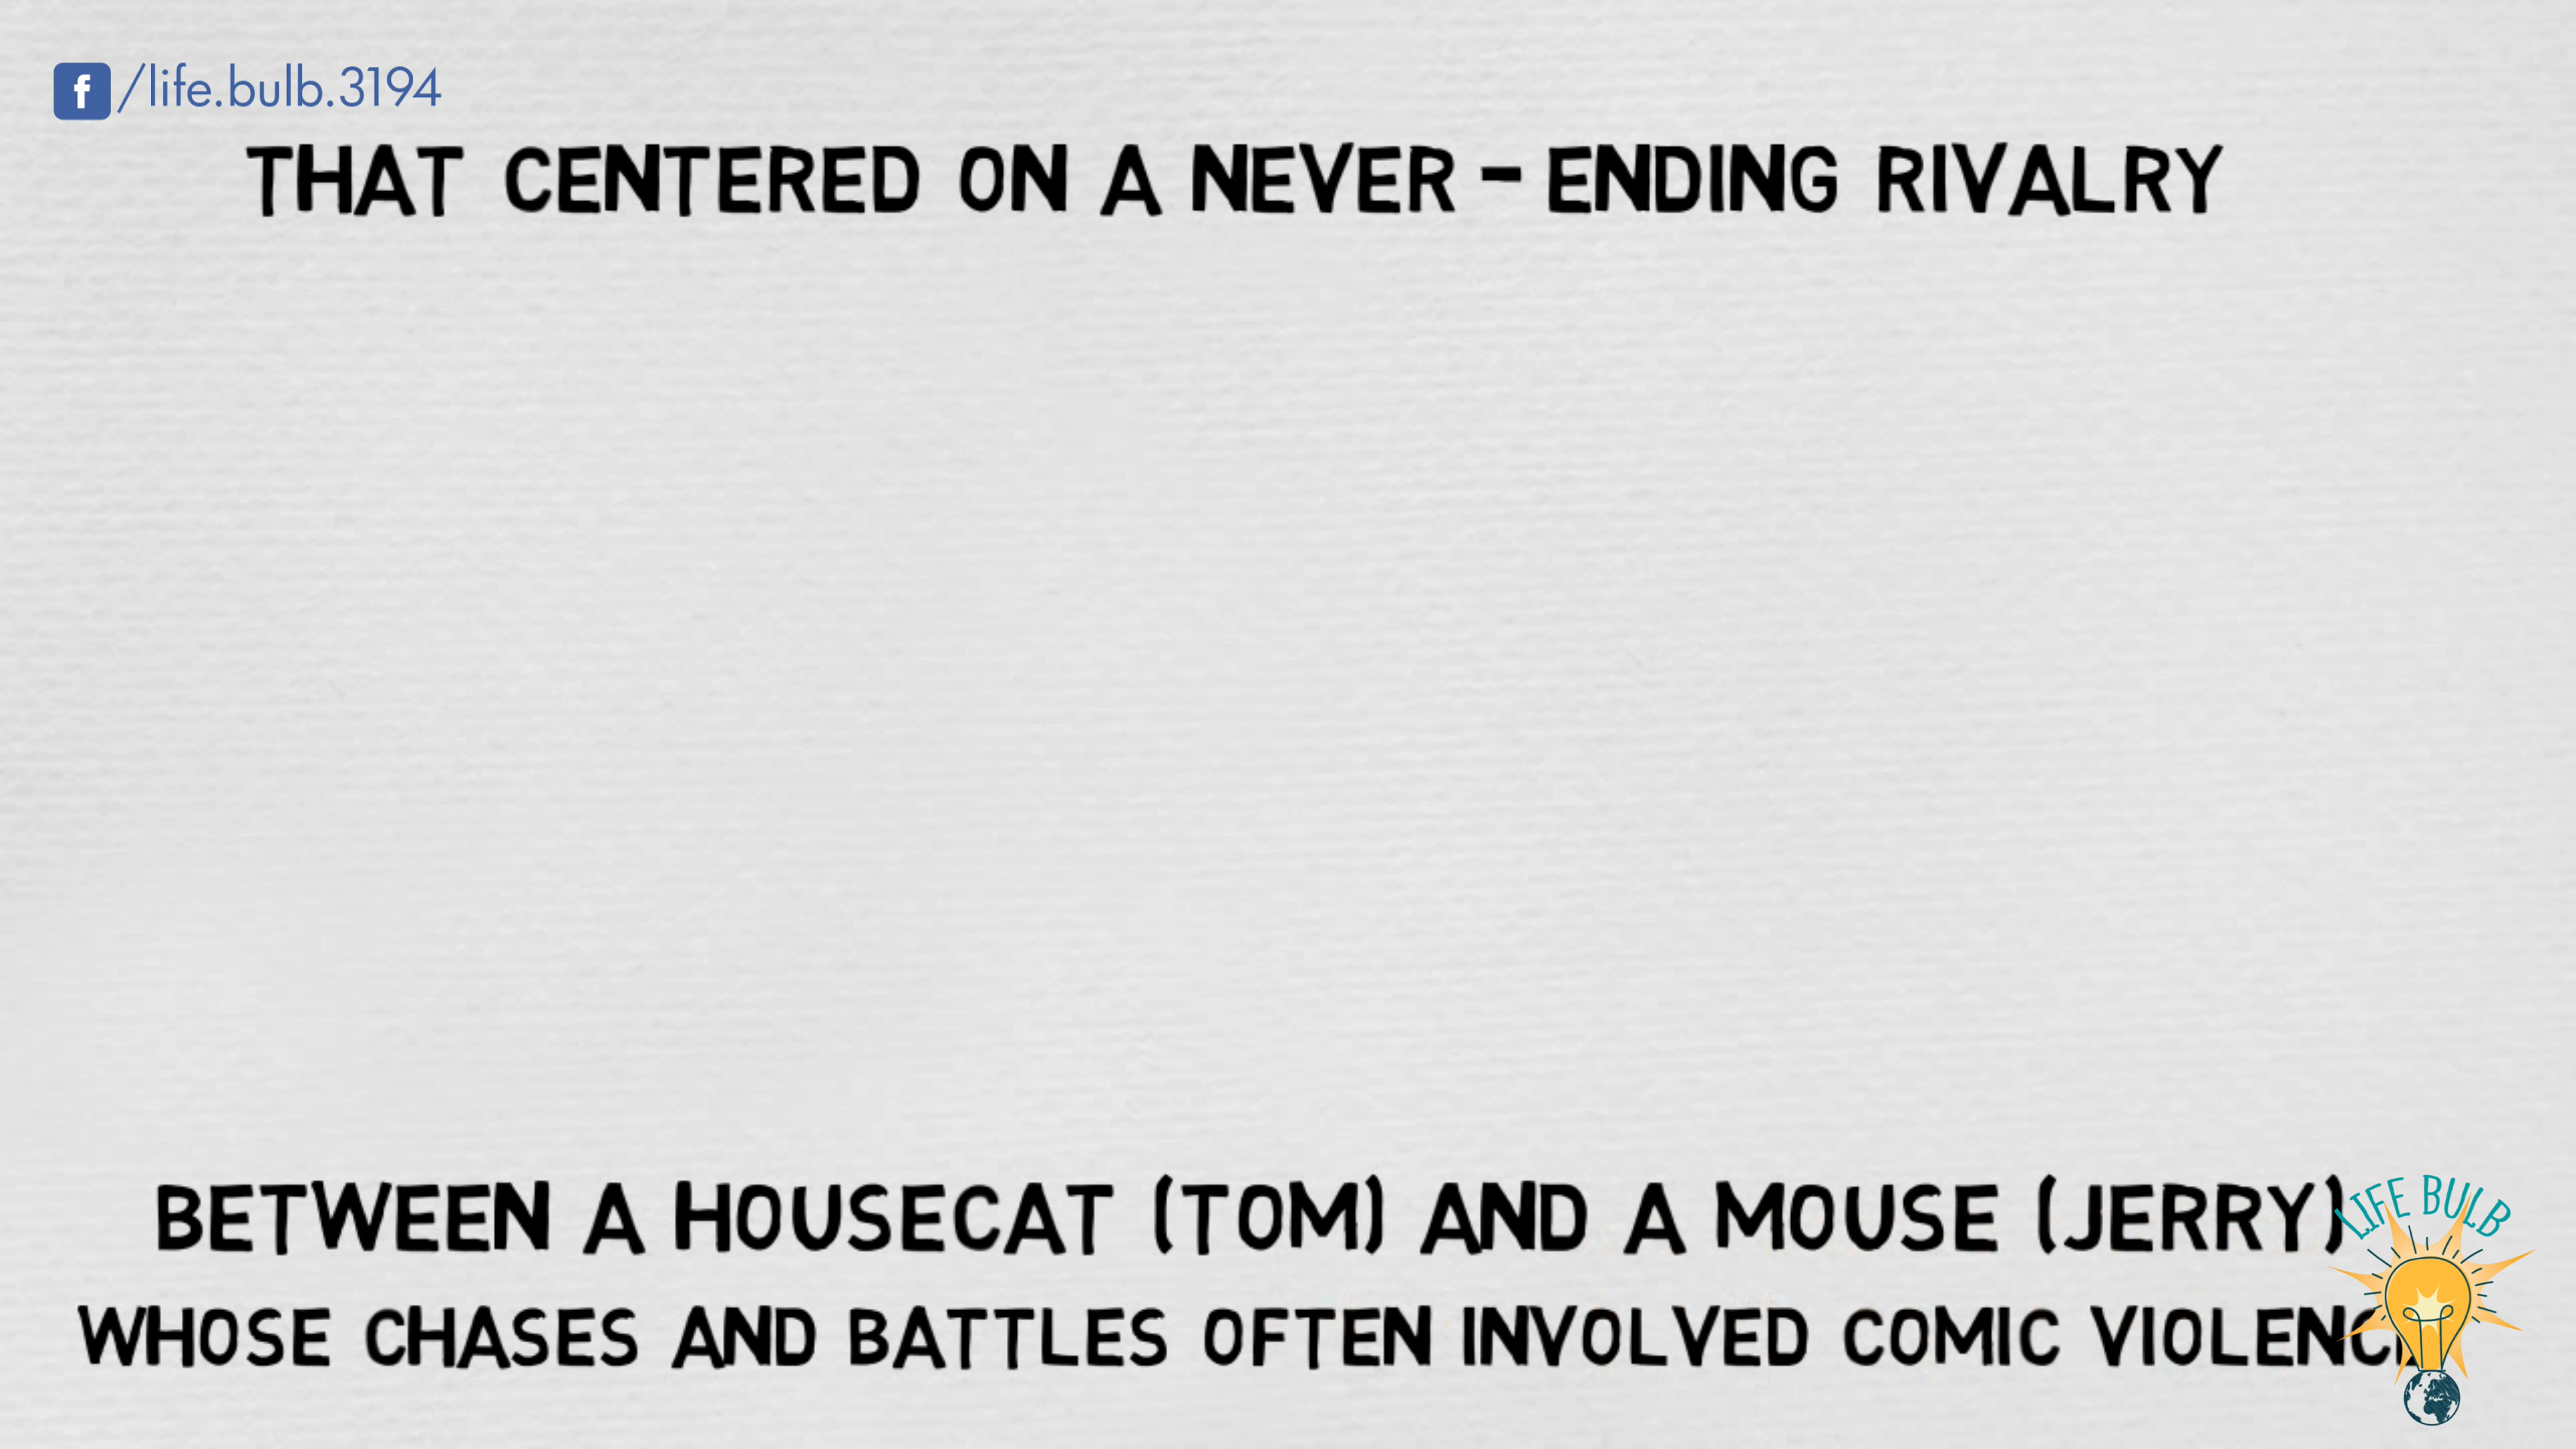 f/life.bulb.3194
THAT CENTERED ON A NEVER - ENDING RIVALRY
BETWEEN A HOUSECAT (TOM) AND A MOUSE (JERRY)
LIFE BULB
WHOSE CHASES AND BATTLES OFTEN INVOLVED COMIC